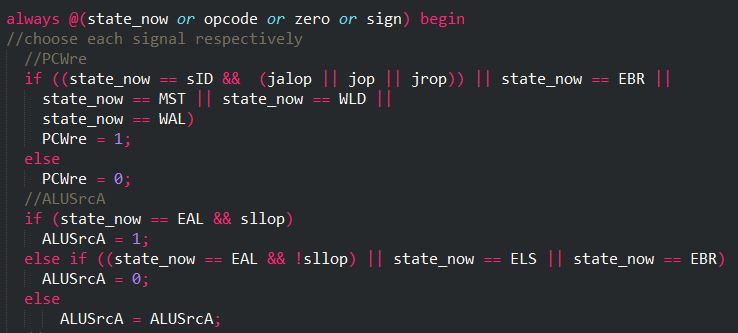 always @(state_now or opcode or zero or sign) begin
//choose each signal respectively
//PCWre
if ((state_now == sID && (jalop || jop || jrop)) || state_now == EBR ||
state_now == MST || state_now == WLD ||
state_now == WAL)
PCWre = 1;
else
PCWre = 0;
//ALUSrcA
if (state_now == EAL && sllop)
ALUSrcA = 1;
else if ((state_now == EAL && !sllop) || state_now == ELS || state_now == EBR)
ALUSrcA = 0;
else
ALUSrcA = ALUSrcA;